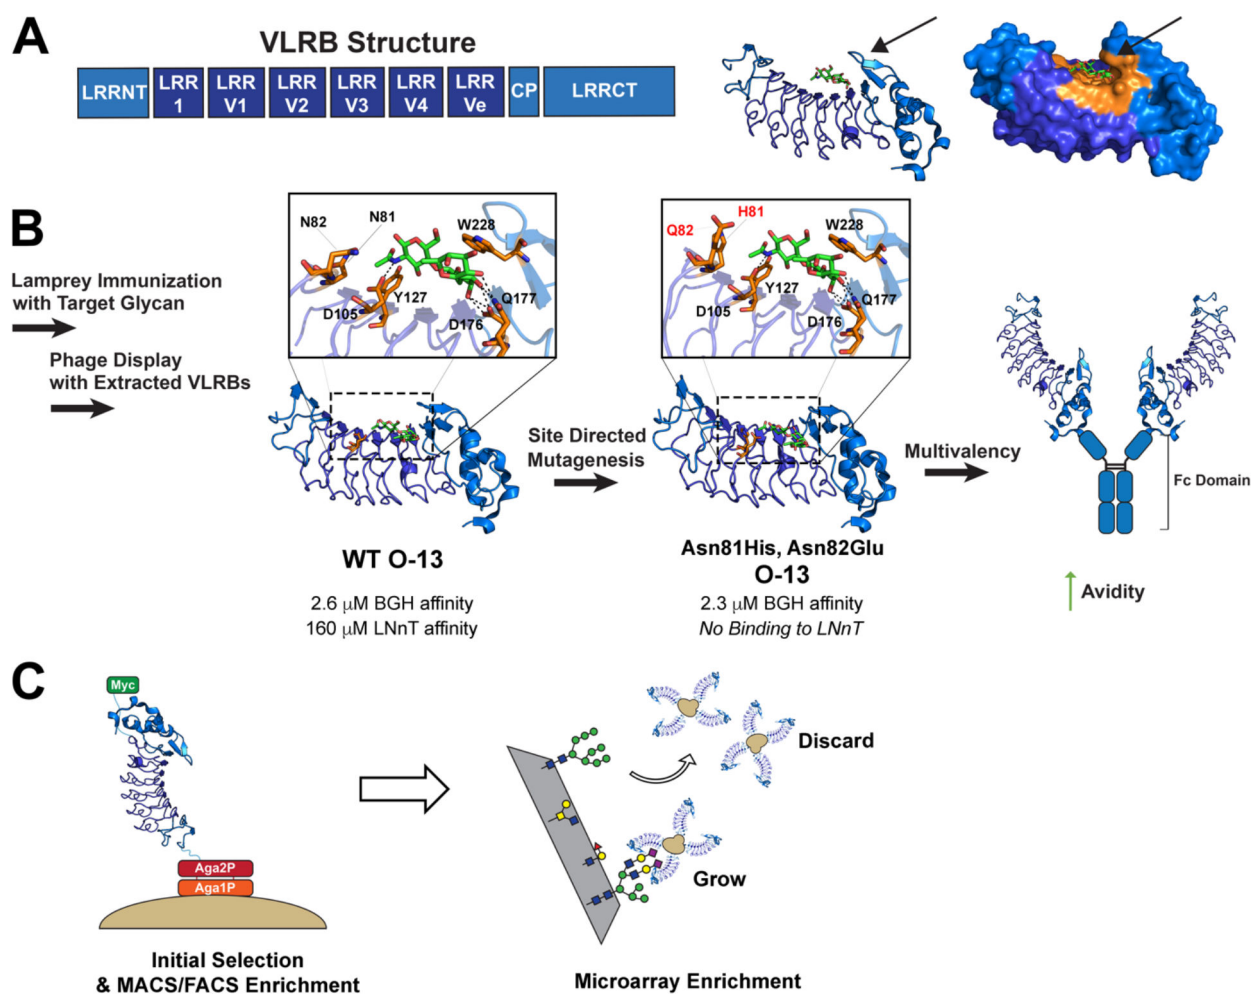 A
VLRB Structure
LRRNT
LRR
1
LRR
V1
LRR
V2
LRR
V3
LRR
V4
LRR
Ve
CP
LRRCT
B
Lamprey Immunization
with Target Glycan
Phage Display
with Extracted VLRBs
N82
N81
W228
Y127
D105
D176
Q177
WT O-13
2.6 μM BGH affinity
160 μM LNnT affinity
Site Directed
Mutagenesis
Q82
H81
W228
Y127
D105
D176
Q177
Asn81His, Asn82Glu
O-13
2.3 μM BGH affinity
No Binding to LNnT
Multivalency
Fc Domain
Avidity
C
Myc
Aga2P
Aga1P
Initial Selection
& MACS/FACS Enrichment
Discard
Grow
Microarray Enrichment